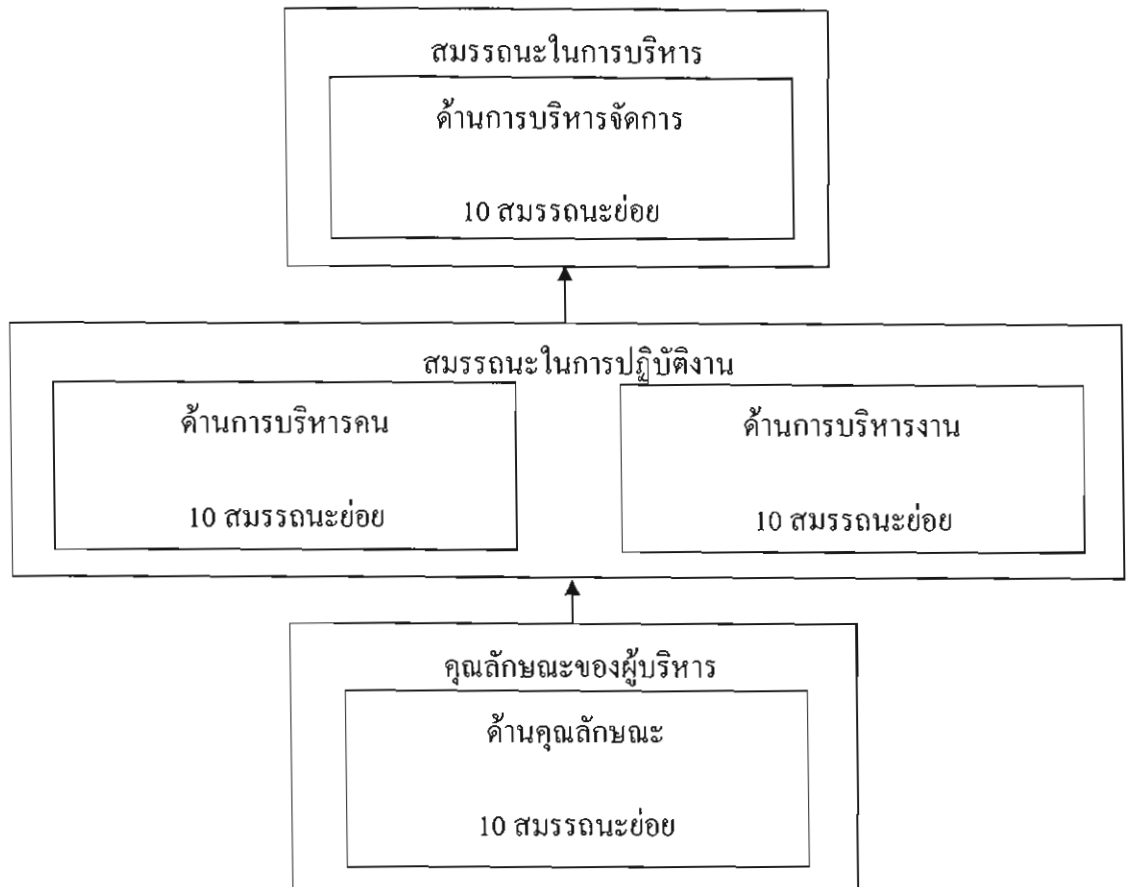 สมรรถนะในการบริหาร
ด้านการบริหารจัดการ
10 สมรรถนะย่อย
สมรรถนะในการปฏิบัติงาน
ด้านการบริหารคน
10 สมรรถนะย่อย
ด้านการบริหารงาน
10 สมรรถนะย่อย
คุณลักษณะของผู้บริหาร
ด้านคุณลักษณะ
10 สมรรถนะย่อย